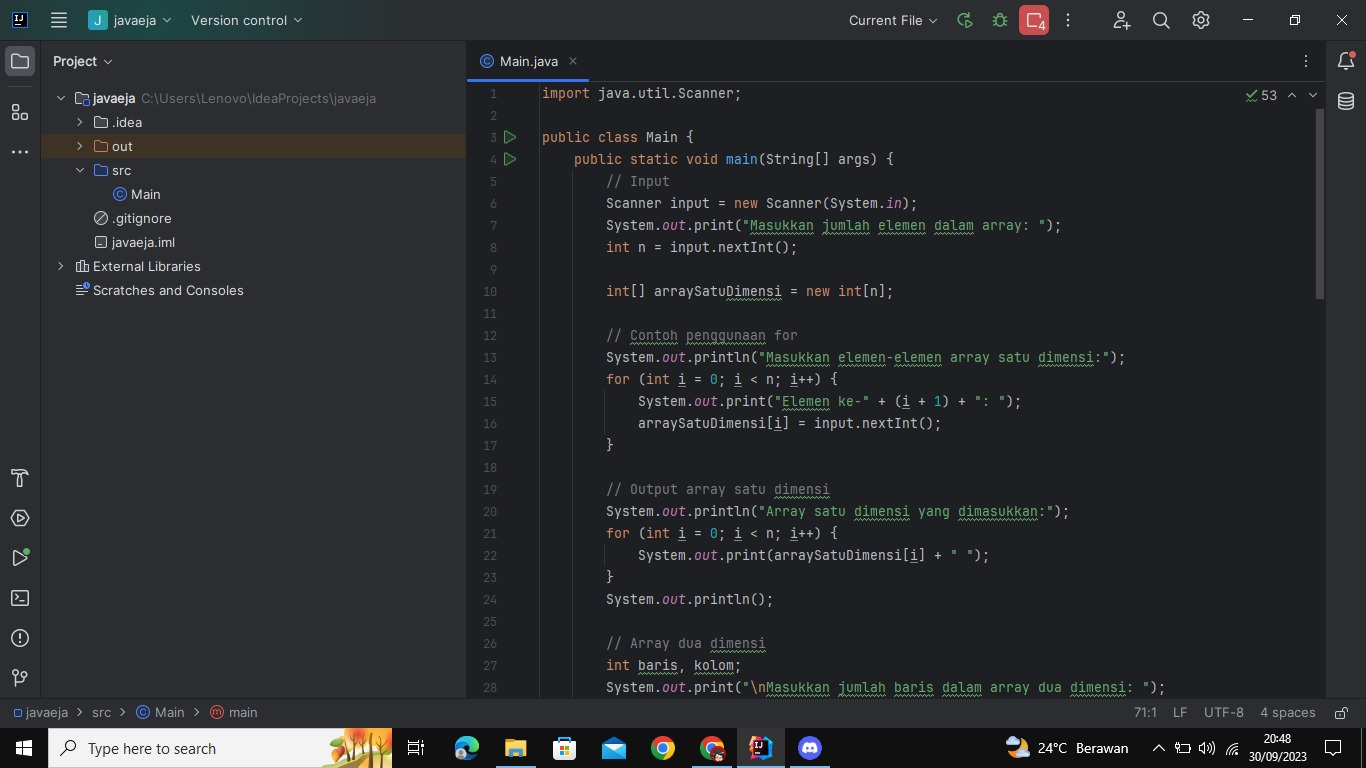 J javaeja Version control Current File 4
Project
Main.java
javaeja C:\Users\Lenovo\IdeaProjects\javaeja
.idea
out
src
Main
.gitignore
javaeja.iml
External Libraries
Scratches and Consoles
53
1 import java.util.Scanner;
2
3 public class Main {
4 public static void main(String[] args) {
5 // Input
6 Scanner input = new Scanner(System.in);
7 System.out.print("Masukkan jumlah elemen dalam array: ");
8 int n = input.nextInt();
9
10 int[] arraySatuDimensi = new int[n];
11
12 // Contoh penggunaan for
13 System.out.println("Masukkan elemen-elemen array satu dimensi:");
14 for (int i = 0; i < n; i++) {
15 System.out.print("Elemen ke-" + (i + 1) + ": ");
16 arraySatuDimensi[i] = input.nextInt();
17 }
18
19 // Output array satu dimensi
20 System.out.println("Array satu dimensi yang dimasukkan:");
21 for (int i = 0; i < n; i++) {
22 System.out.print(arraySatuDimensi[i] + " ");
23 }
24 System.out.println();
25
26 // Array dua dimensi
27 int baris, kolom;
28 System.out.print("\nMasukkan jumlah baris dalam array dua dimensi: ");
javaeja src Main main 71:1 LF UTF-8 4 spaces
Type here to search
24°C Berawan
20:48
30/09/2023